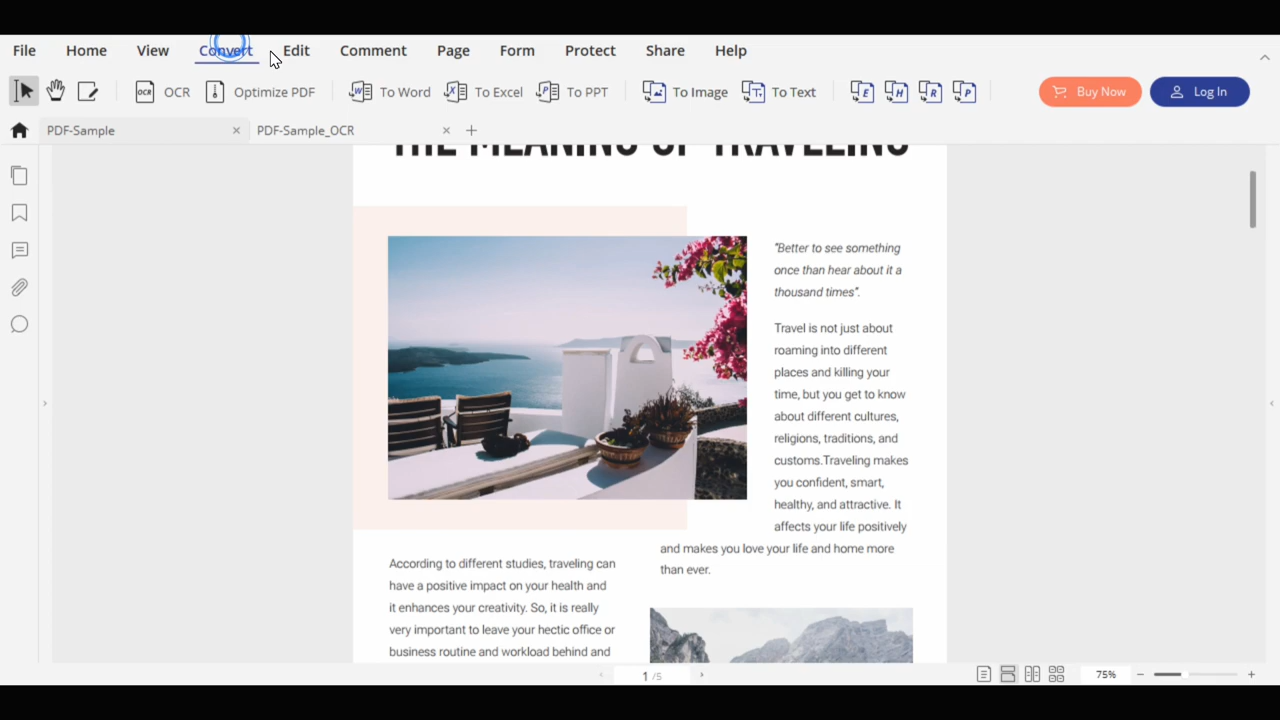 File Home View Convert Edit Comment Page Form Protect Share Help
OCR OCR Optimize PDF W To Word X To Excel P To PPT To Image T To Text E H R P Buy Now Log In
PDF-Sample PDF-Sample_OCR
THE MEANING OF TRAVELING
"Better to see something
once than hear about it a
thousand times".
Travel is not just about
roaming into different
places and killing your
time, but you get to know
about different cultures,
religions, traditions, and
customs.Traveling makes
you confident, smart,
healthy, and attractive. It
affects your life positively
and makes you love your life and home more
than ever.
According to different studies, traveling can
have a positive impact on your health and
it enhances your creativity. So, it is really
very important to leave your hectic office or
business routine and workload behind and
1 /5 75%